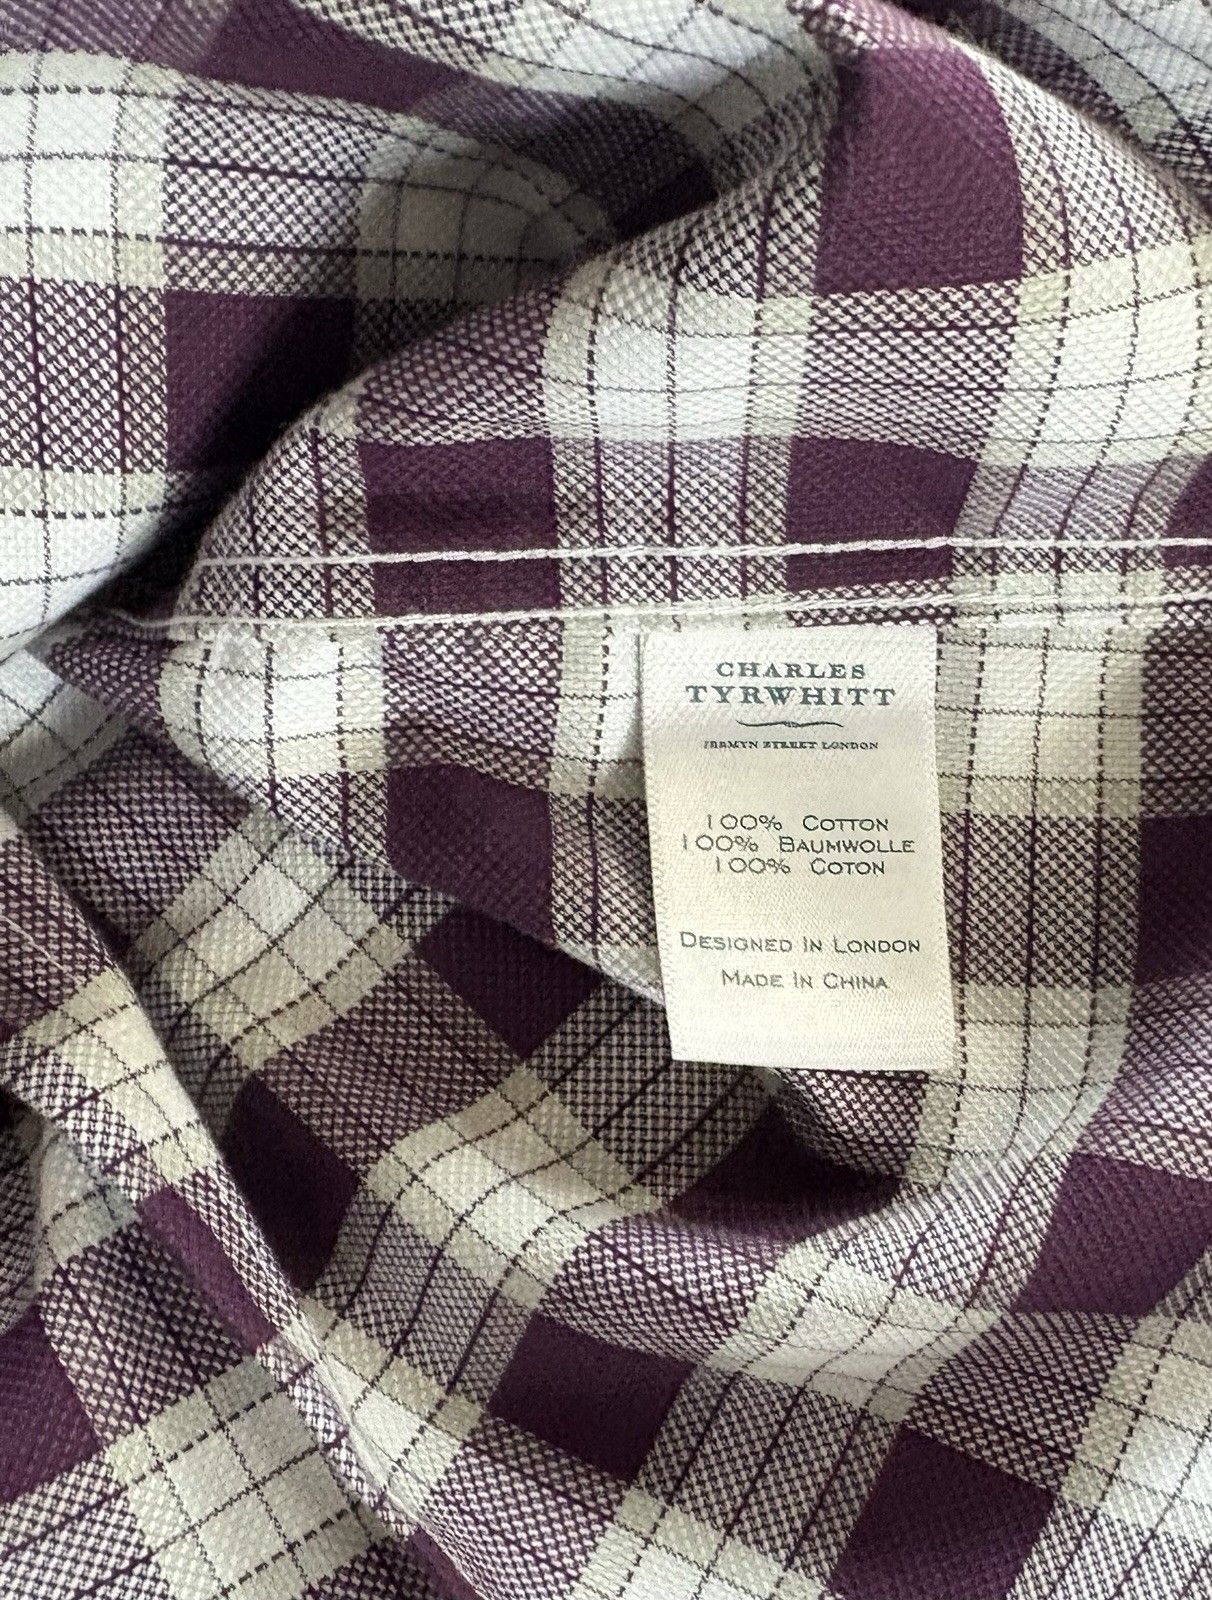 CHARLES
TYRWHITT
JERMYN STREET LONDON
100% COTTON
100% BAUMWOLLE
100% COTON
DESIGNED IN LONDON
MADE IN CHINA